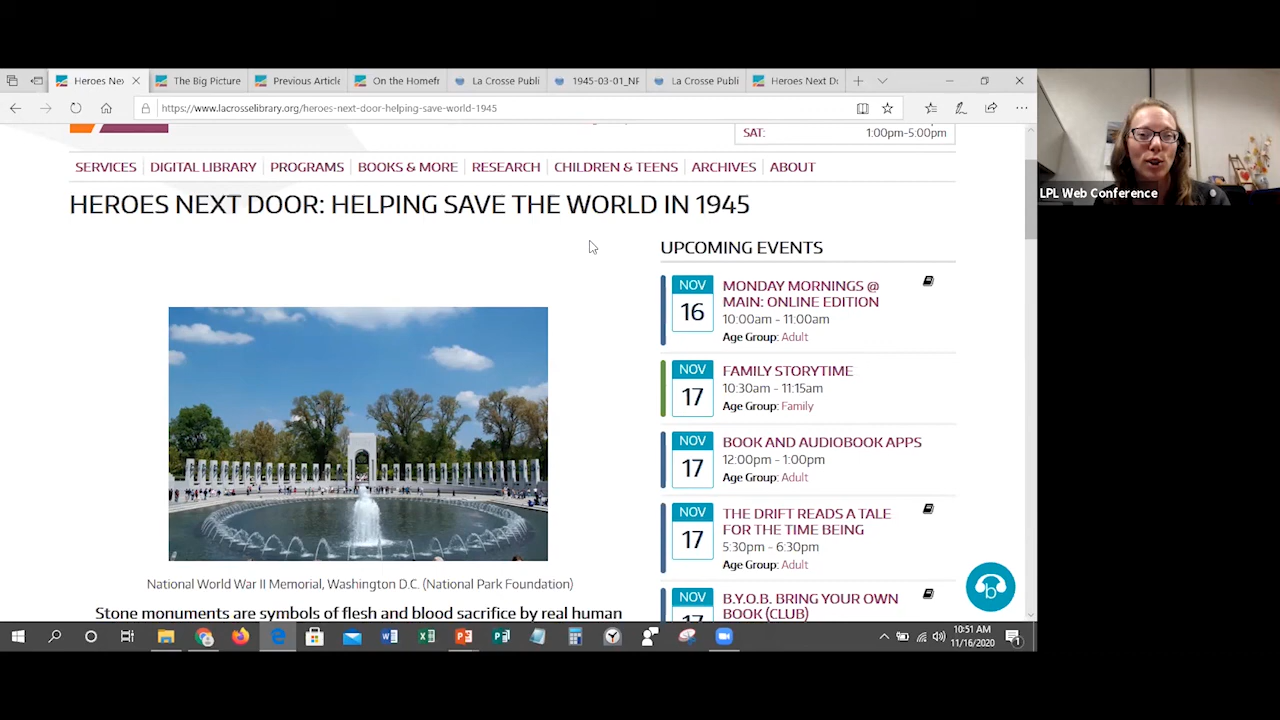 Heroes Nex
The Big Picture
Previous Article
On the Homefr
La Crosse Publi
1945-03-01_NF
La Crosse Publi
Heroes Next Do
https://www.lacrosselibrary.org/heroes-next-door-helping-save-world-1945
SAT: 1:00pm-5:00pm
SERVICES DIGITAL LIBRARY PROGRAMS BOOKS & MORE RESEARCH CHILDREN & TEENS ARCHIVES ABOUT
HEROES NEXT DOOR: HELPING SAVE THE WORLD IN 1945
National World War II Memorial, Washington D.C. (National Park Foundation)
Stone monuments are symbols of flesh and blood sacrifice by real human
UPCOMING EVENTS
NOV
16
MONDAY MORNINGS @
MAIN: ONLINE EDITION
10:00am - 11:00am
Age Group: Adult
NOV
17
FAMILY STORYTIME
10:30am - 11:15am
Age Group: Family
NOV
17
BOOK AND AUDIOBOOK APPS
12:00pm - 1:00pm
Age Group: Adult
NOV
17
THE DRIFT READS A TALE
FOR THE TIME BEING
5:30pm - 6:30pm
Age Group: Adult
NOV
17
B.Y.O.B. BRING YOUR OWN
BOOK (CLUB)
LPL Web Conference
10:51 AM
11/16/2020